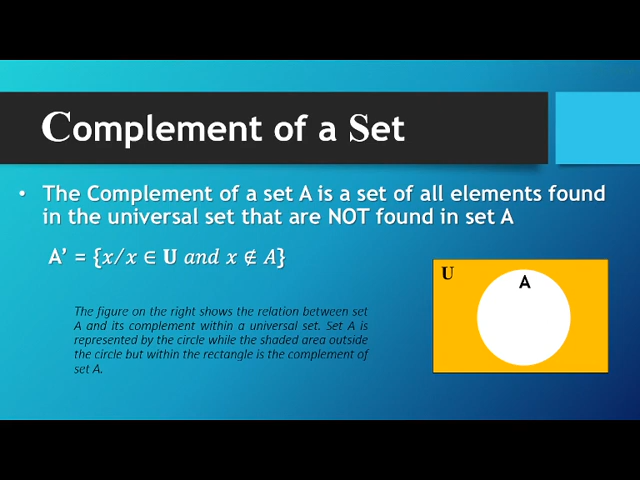 Complement of a Set
• The Complement of a set A is a set of all elements found
in the universal set that are NOT found in set A
A’ = {𝑥/𝑥 ∈ 𝐔 𝑎𝑛𝑑 𝑥 ∉ 𝐴}
U
A
The figure on the right shows the relation between set
A and its complement within a universal set. Set A is
represented by the circle while the shaded area outside
the circle but within the rectangle is the complement of
set A.